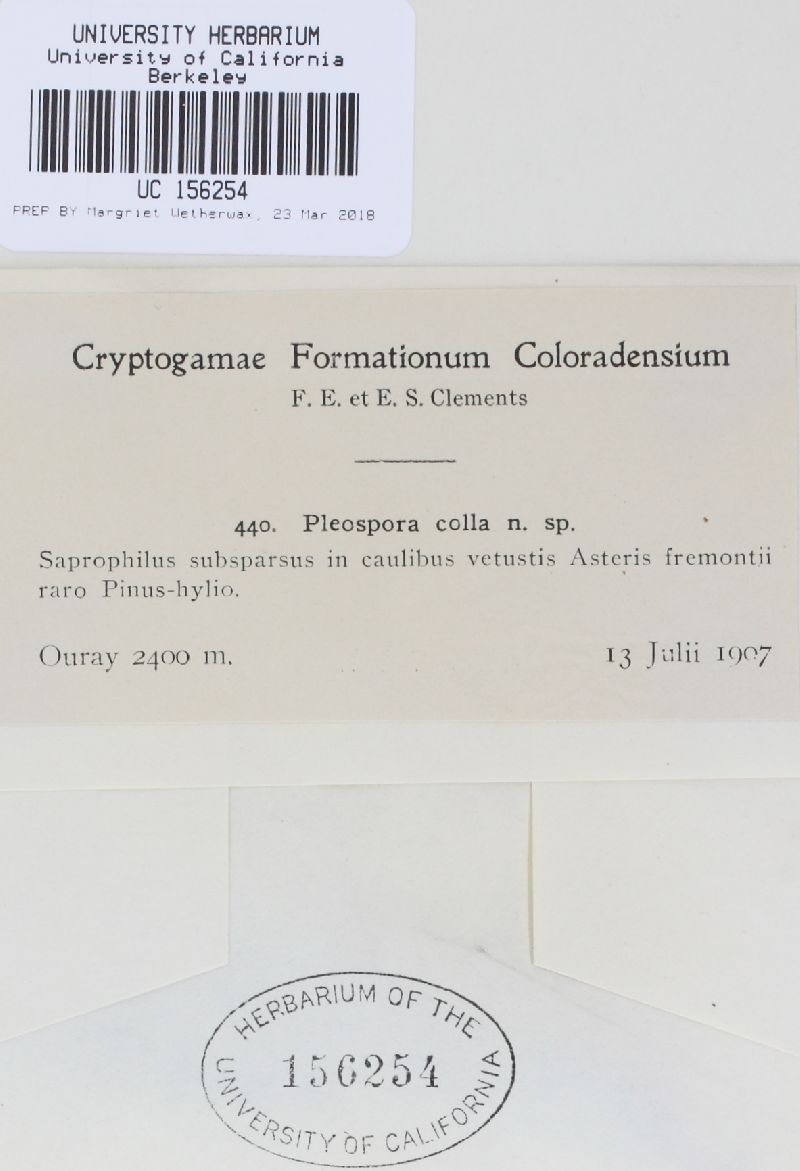 UNIVERSITY HERBARIUM
University of California
Berkeley
UC 156254
PREP BY Margriet Wetherwax, 23 Mar 2018
Cryptogamae Formationum Coloradensium
F. E. et E. S. Clements
440. Pleospora colla n. sp.
Saprophilus subsparsus in caulibus vetustis Asteris fremontii
raro Pinus-hylio.
Ouray 2400 m. 13 Julii 1907
HERBARIUM OF THE
156254
UNIVERSITY OF CALIFORNIA